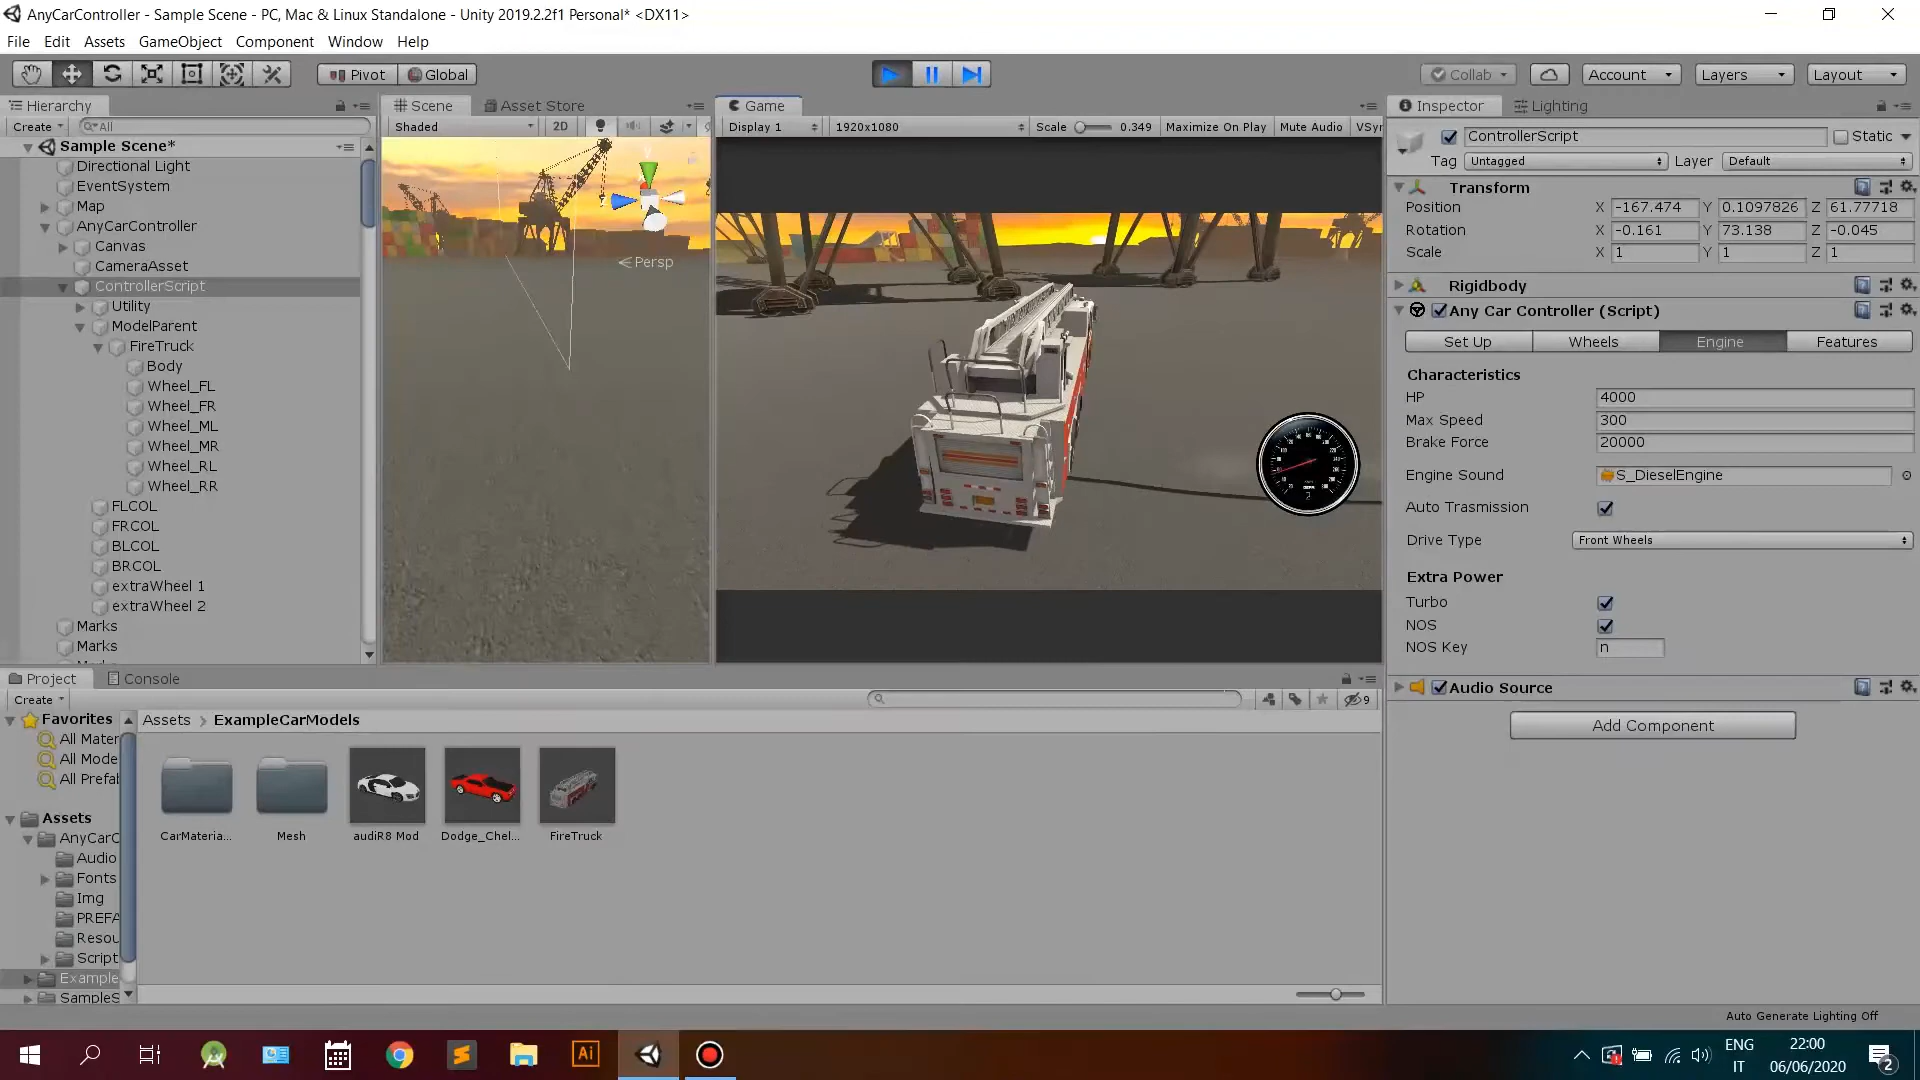 AnyCarController - Sample Scene - PC, Mac & Linux Standalone - Unity 2019.2.2f1 Personal* <DX11>
File Edit Assets GameObject Component Window Help
Pivot Global Collab Account Layers Layout
Hierarchy
Create All
Sample Scene*
Directional Light
EventSystem
Map
AnyCarController
Canvas
CameraAsset
ControllerScript
Utility
ModelParent
FireTruck
Body
Wheel_FL
Wheel_FR
Wheel_ML
Wheel_MR
Wheel_RL
Wheel_RR
FLCOL
FRCOL
BLCOL
BRCOL
extraWheel 1
extraWheel 2
Marks
Marks
Scene Asset Store
Shaded 2D
Persp
Game
Display 1 1920x1080 Scale 0.349 Maximize On Play Mute Audio VSyn
2
Inspector Lighting
ControllerScript Static
Tag Untagged Layer Default
Transform
Position X -167.474 Y 0.1097826 Z 61.77718
Rotation X -0.161 Y 73.138 Z -0.045
Scale X 1 Y 1 Z 1
Rigidbody
Any Car Controller (Script)
Set Up Wheels Engine Features
Characteristics
HP 4000
Max Speed 300
Brake Force 20000
Engine Sound S_DieselEngine
Auto Trasmission
Drive Type Front Wheels
Extra Power
Turbo
NOS
NOS Key n
Audio Source
Add Component
Project Console
Create 9
Favorites
All Mater
All Mode
All Prefab
Assets
AnyCarC
Audio
Fonts
Img
PREFA
Resou
Script
Example
SampleS
Assets > ExampleCarModels
CarMateria... Mesh audiR8 Mod Dodge_Chel... FireTruck
Auto Generate Lighting Off
Ai
ENG
IT
22:00
06/06/2020
2